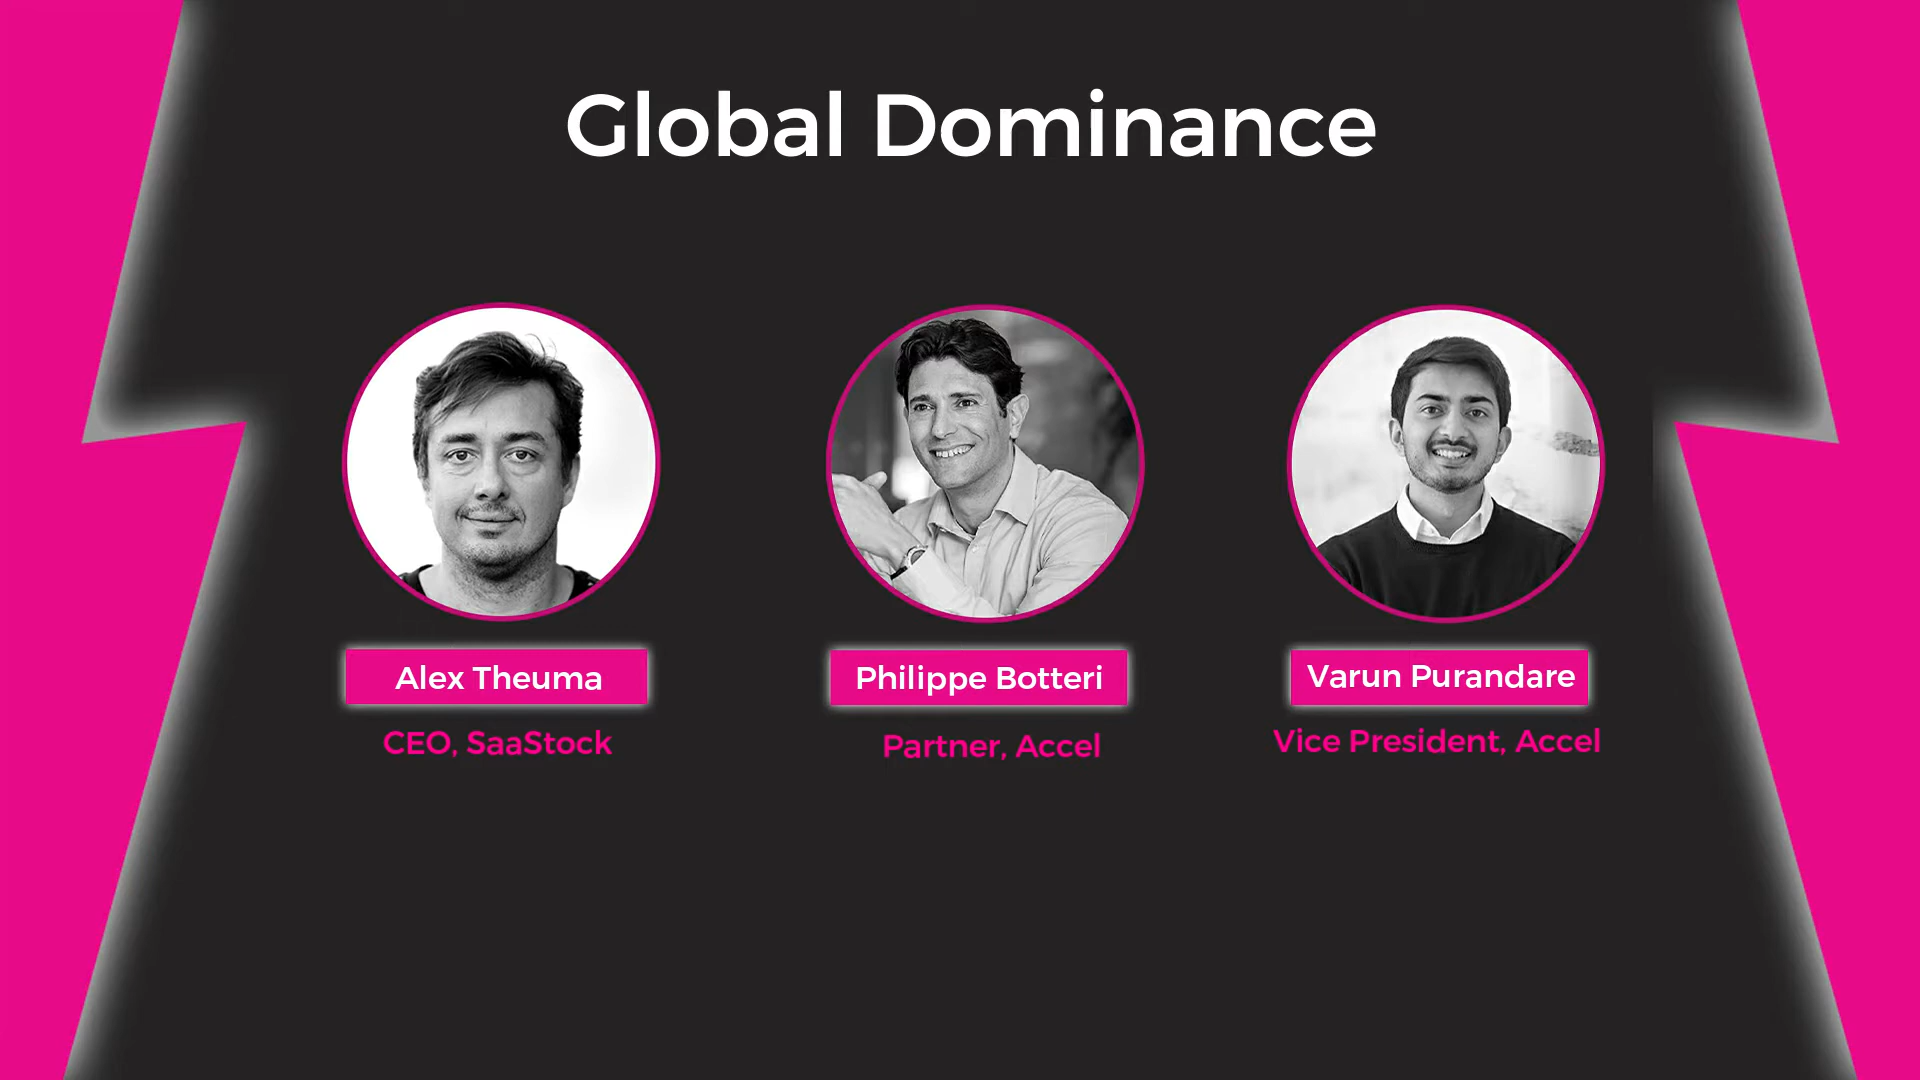 Global Dominance
Alex Theuma
CEO, SaaStock
Philippe Botteri
Partner, Accel
Varun Purandare
Vice President, Accel